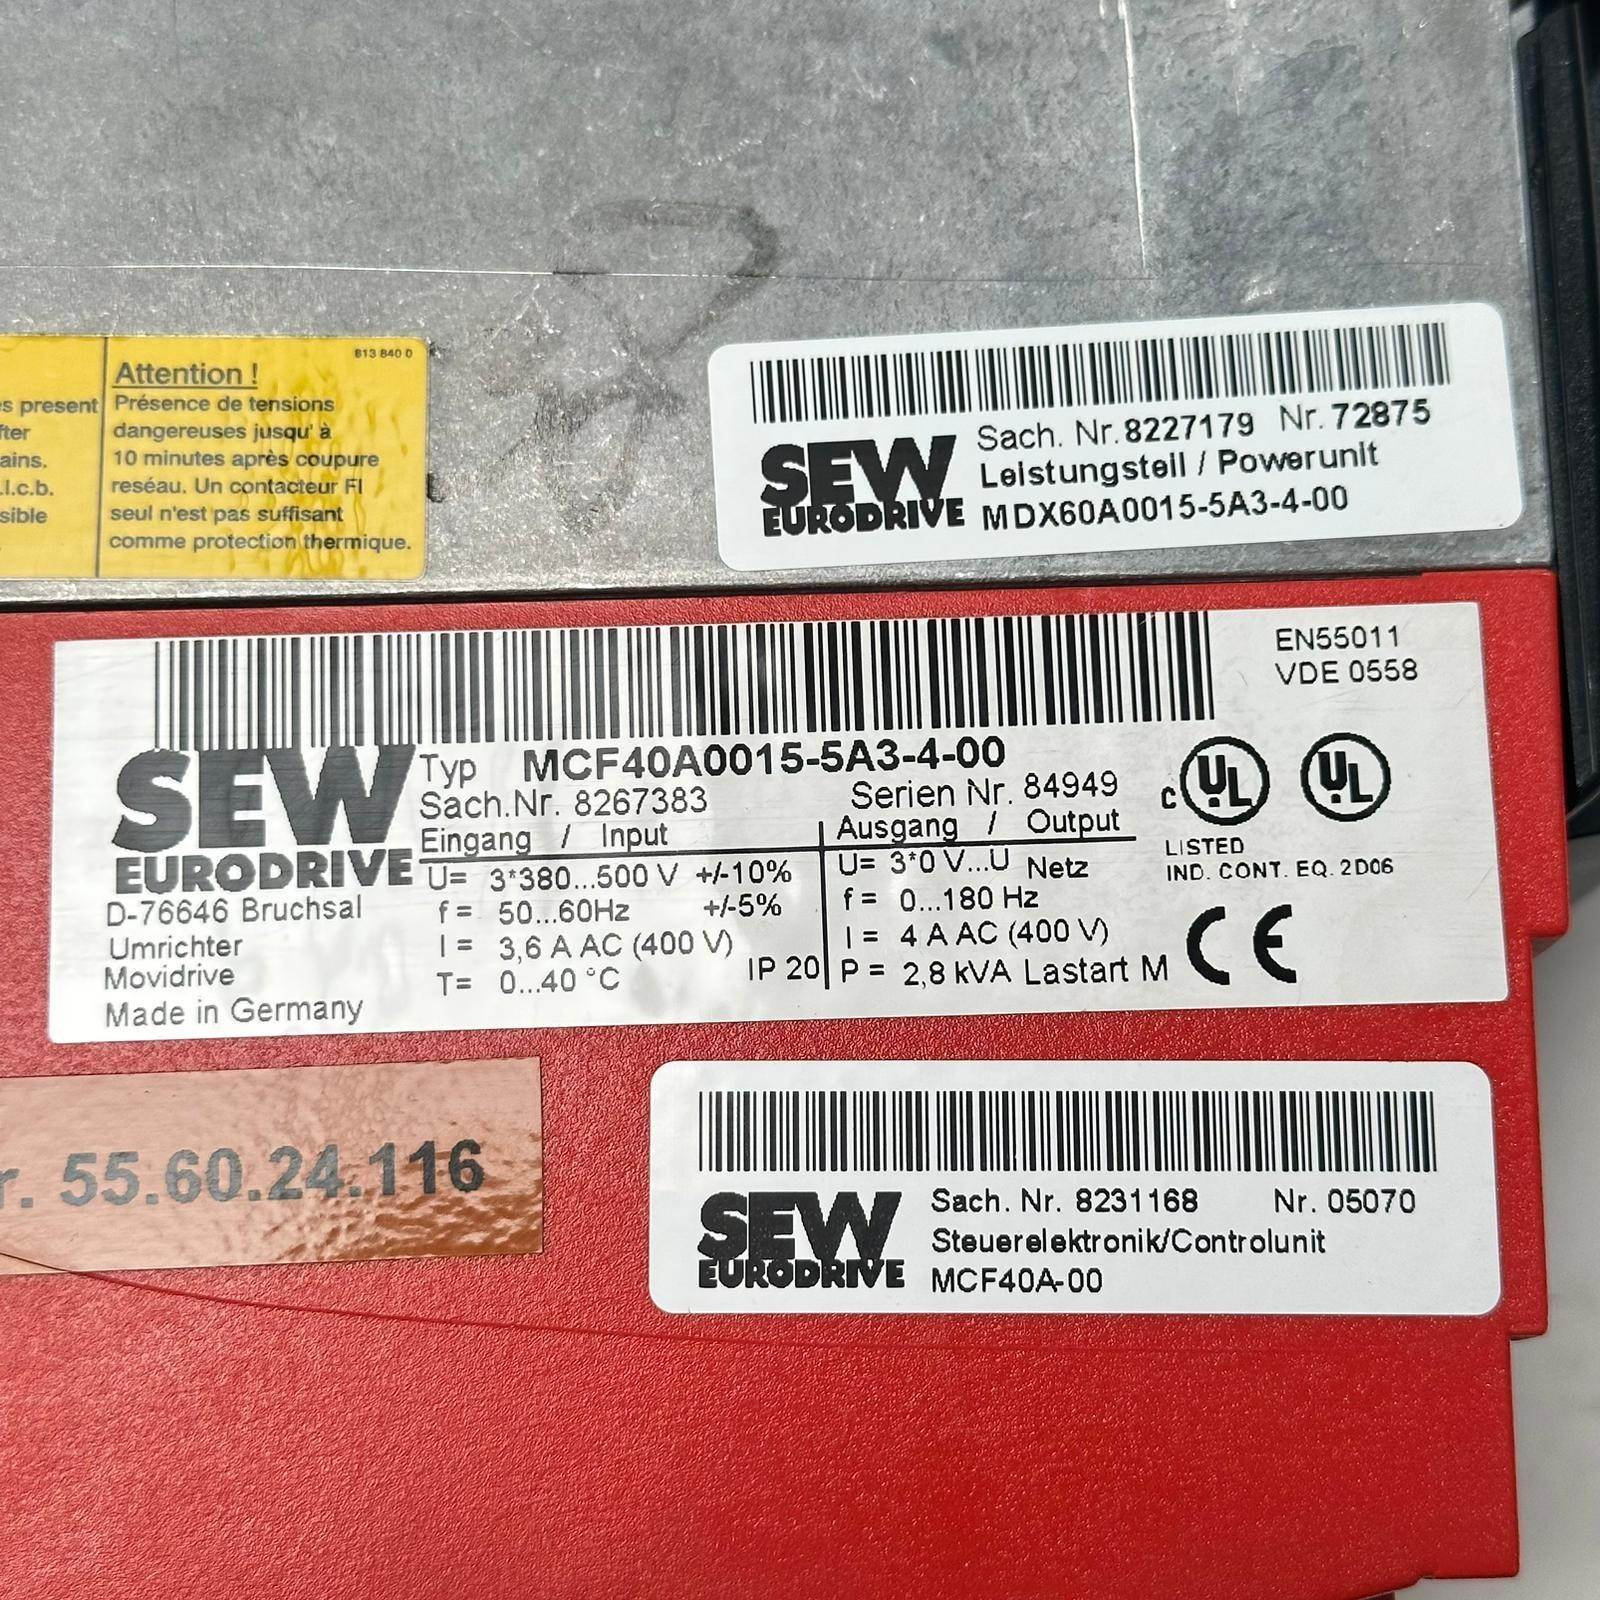 813 840 0
Attention !
Présence de tensions
dangereuses jusqu' à
10 minutes après coupure
reséau. Un contacteur FI
seul n'est pas suffisant
comme protection thermique.
present
SEW
EURODRIVE
Sach. Nr. 8227179 Nr. 72875
Leistungsteil / Powerunit
MDX60A0015-5A3-4-00
EN55011
VDE 0558
SEW
EURODRIVE
D-76646 Bruchsal
Umrichter
Movidrive
Made in Germany
Typ MCF40A0015-5A3-4-00
Sach.Nr. 8267383 Serien Nr. 84949
Eingang / Input Ausgang / Output
U= 3*380...500 V +/-10% U= 3*0 V...U Netz
f = 50...60Hz +/-5% f = 0...180 Hz
I = 3,6 A AC (400 V) I = 4 A AC (400 V)
T= 0...40 °C IP 20 P = 2,8 kVA Lastart M
c UL UL
LISTED
IND. CONT. EQ. 2D06
CE
55.60.24.116
SEW
EURODRIVE
Sach. Nr. 8231168 Nr. 05070
Steuerelektronik/Controlunit
MCF40A-00